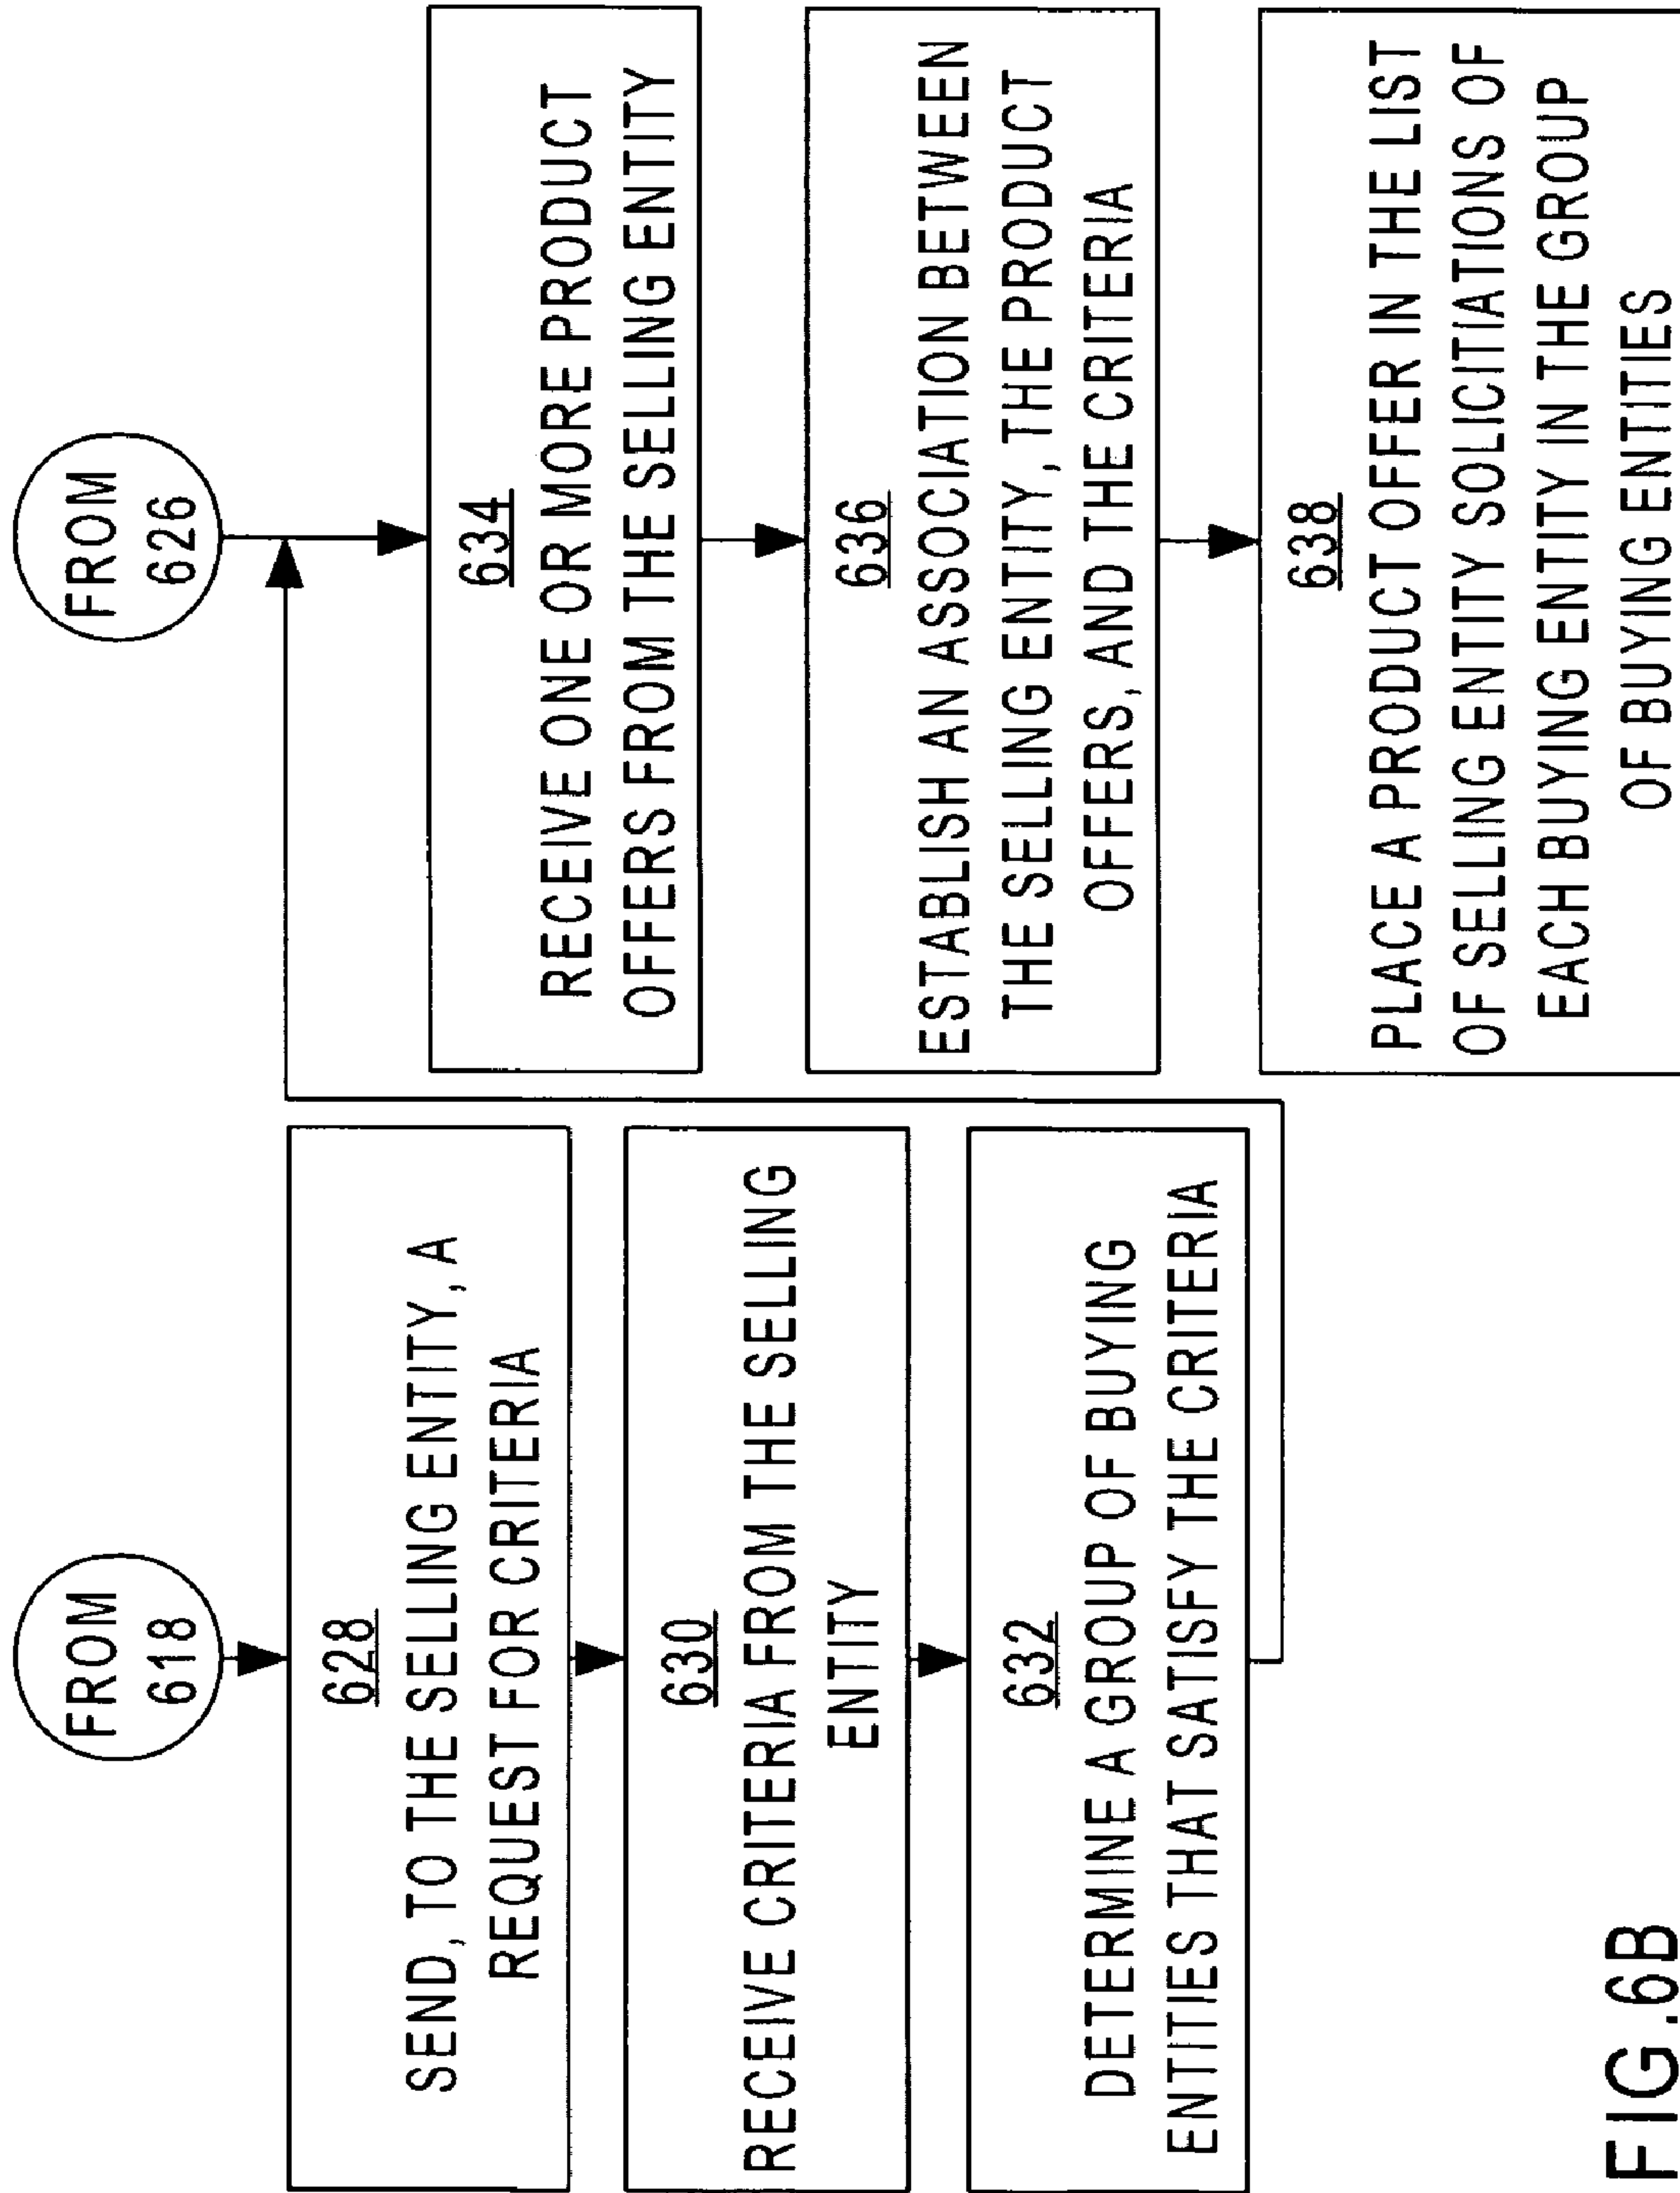 FROM
618
628
SEND, TO THE SELLING ENTITY, A
REQUEST FOR CRITERIA
630
RECEIVE CRITERIA FROM THE SELLING
ENTITY
632
DETERMINE A GROUP OF BUYING
ENTITIES THAT SATISFY THE CRITERIA
FROM
626
634
RECEIVE ONE OR MORE PRODUCT
OFFERS FROM THE SELLING ENTITY
636
ESTABLISH AN ASSOCIATION BETWEEN
THE SELLING ENTITY, THE PRODUCT
OFFERS, AND THE CRITERIA
638
PLACE A PRODUCT OFFER IN THE LIST
OF SELLING ENTITY SOLICITIATIONS OF
EACH BUYING ENTITY IN THE GROUP
OF BUYING ENTITIES
FIG.6B